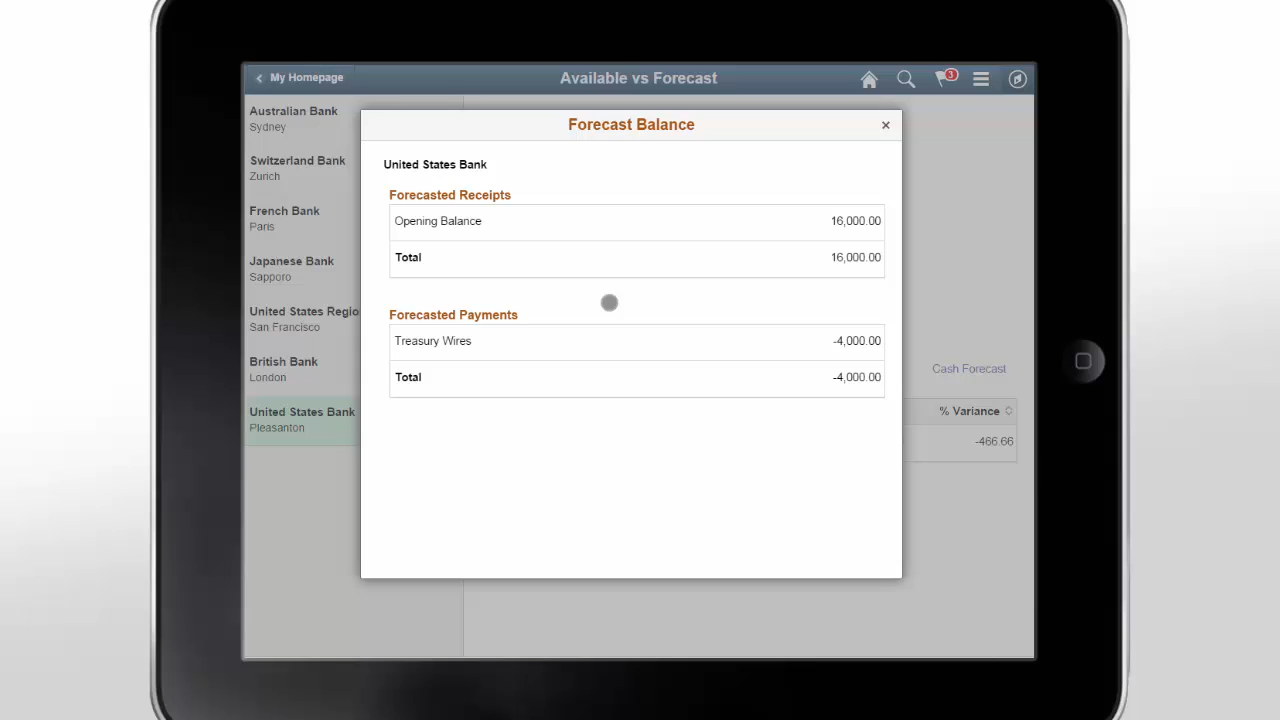 My Homepage
Available vs Forecast
3
Australian Bank
Sydney
Switzerland Bank
Zurich
French Bank
Paris
Japanese Bank
Sapporo
United States Regio
San Francisco
British Bank
London
United States Bank
Pleasanton
Forecast Balance
×
United States Bank
Forecasted Receipts
Opening Balance 16,000.00
Total 16,000.00
Forecasted Payments
Treasury Wires -4,000.00
Total -4,000.00
Cash Forecast
% Variance
-466.66